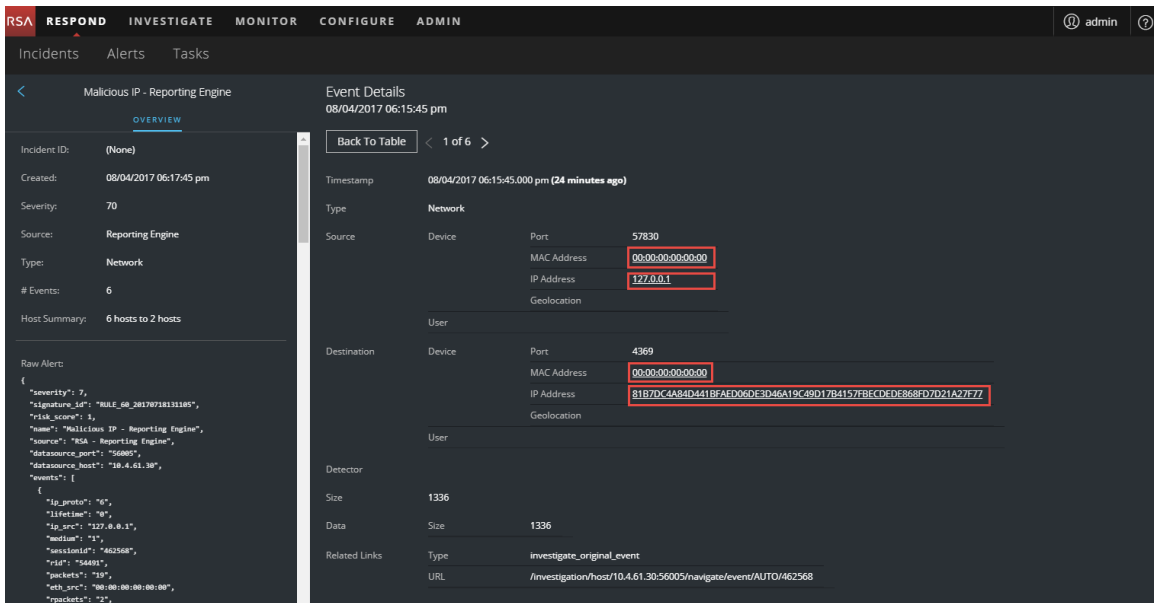 RSA RESPOND INVESTIGATE MONITOR CONFIGURE ADMIN admin ?
Incidents Alerts Tasks
< Malicious IP - Reporting Engine
OVERVIEW
Incident ID: (None)
Created: 08/04/2017 06:17:45 pm
Severity: 70
Source: Reporting Engine
Type: Network
# Events: 6
Host Summary: 6 hosts to 2 hosts
Raw Alert:
{
"severity": 7,
"signature_id": "RULE_60_20170718131105",
"risk_score": 1,
"name": "Malicious IP - Reporting Engine",
"source": "RSA - Reporting Engine",
"datasource_port": "56005",
"datasource_host": "10.4.61.30",
"events": [
{
"ip_proto": "6",
"lifetime": "0",
"ip_src": "127.0.0.1",
"medium": "1",
"sessionid": "462568",
"rid": "54491",
"packets": "19",
"eth_src": "00:00:00:00:00:00",
"rpackets": "2",
Event Details
08/04/2017 06:15:45 pm
Back To Table < 1 of 6 >
Timestamp 08/04/2017 06:15:45.000 pm (24 minutes ago)
Type Network
Source Device Port 57830
MAC Address 00:00:00:00:00:00
IP Address 127.0.0.1
Geolocation
User
Destination Device Port 4369
MAC Address 00:00:00:00:00:00
IP Address 81B7DC4A84D441BFAED06DE3D46A19C49D17B4157FBECDEDE868FD7D21A27F77
Geolocation
User
Detector
Size 1336
Data Size 1336
Related Links Type investigate_original_event
URL /investigation/host/10.4.61.30:56005/navigate/event/AUTO/462568